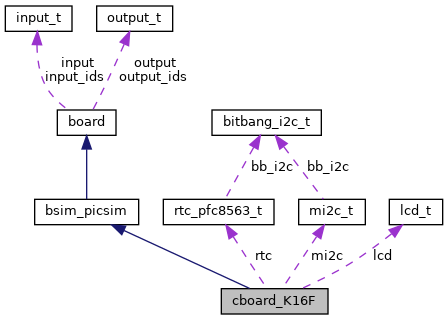 input_t
output_t
input
input_ids
output
output_ids
board
bitbang_i2c_t
bb_i2c
bb_i2c
bsim_picsim
rtc_pfc8563_t
mi2c_t
lcd_t
rtc
mi2c
lcd
cboard_K16F